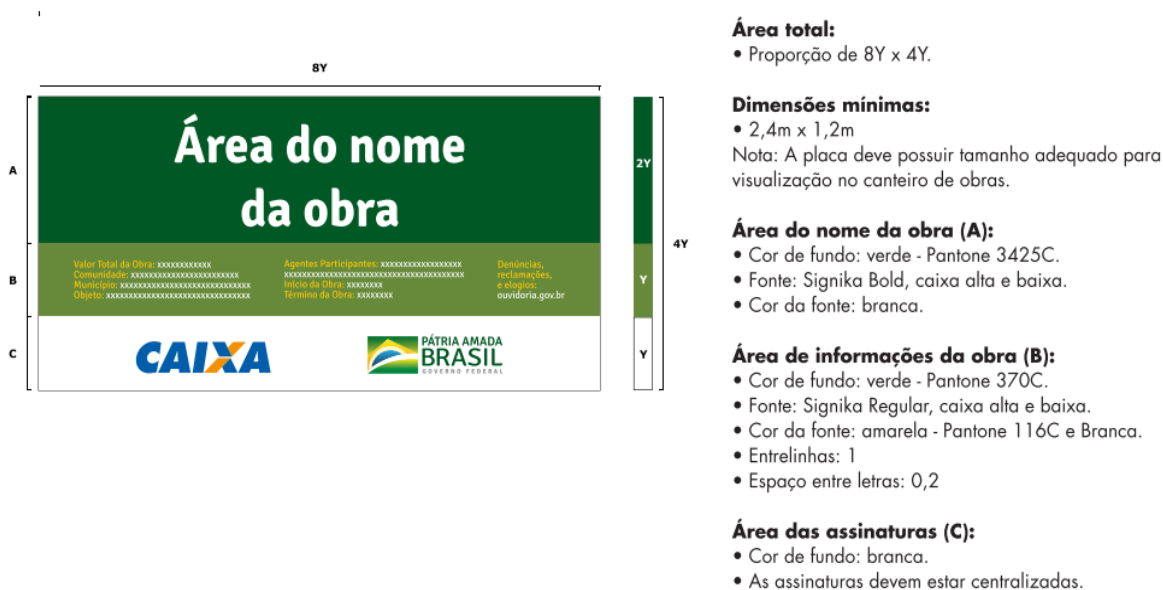 8Y
A
Área do nome
da obra
2Y
4Y
B
Valor Total da Obra: xxxxxxxxxxxx
Comunidade: xxxxxxxxxxxxxxxxxxxxxxxx
Município: xxxxxxxxxxxxxxxxxxxxxxxxxxxxx
Objeto: xxxxxxxxxxxxxxxxxxxxxxxxxxxxxxxx
Agentes Participantes: xxxxxxxxxxxxxxxxxx
xxxxxxxxxxxxxxxxxxxxxxxxxxxxxxxxxxxxxxxx
Início da Obra: xxxxxxxx
Término da Obra: xxxxxxxx
Denúncias,
reclamações,
e elogios:
ouvidoria.gov.br
Y
C
CAIXA
PÁTRIA AMADA
BRASIL
GOVERNO FEDERAL
Y
Área total:
• Proporção de 8Y x 4Y.
Dimensões mínimas:
• 2,4m x 1,2m
Nota: A placa deve possuir tamanho adequado para
visualização no canteiro de obras.
Área do nome da obra (A):
• Cor de fundo: verde - Pantone 3425C.
• Fonte: Signika Bold, caixa alta e baixa.
• Cor da fonte: branca.
Área de informações da obra (B):
• Cor de fundo: verde - Pantone 370C.
• Fonte: Signika Regular, caixa alta e baixa.
• Cor da fonte: amarela - Pantone 116C e Branca.
• Entrelinhas: 1
• Espaço entre letras: 0,2
Área das assinaturas (C):
• Cor de fundo: branca.
• As assinaturas devem estar centralizadas.